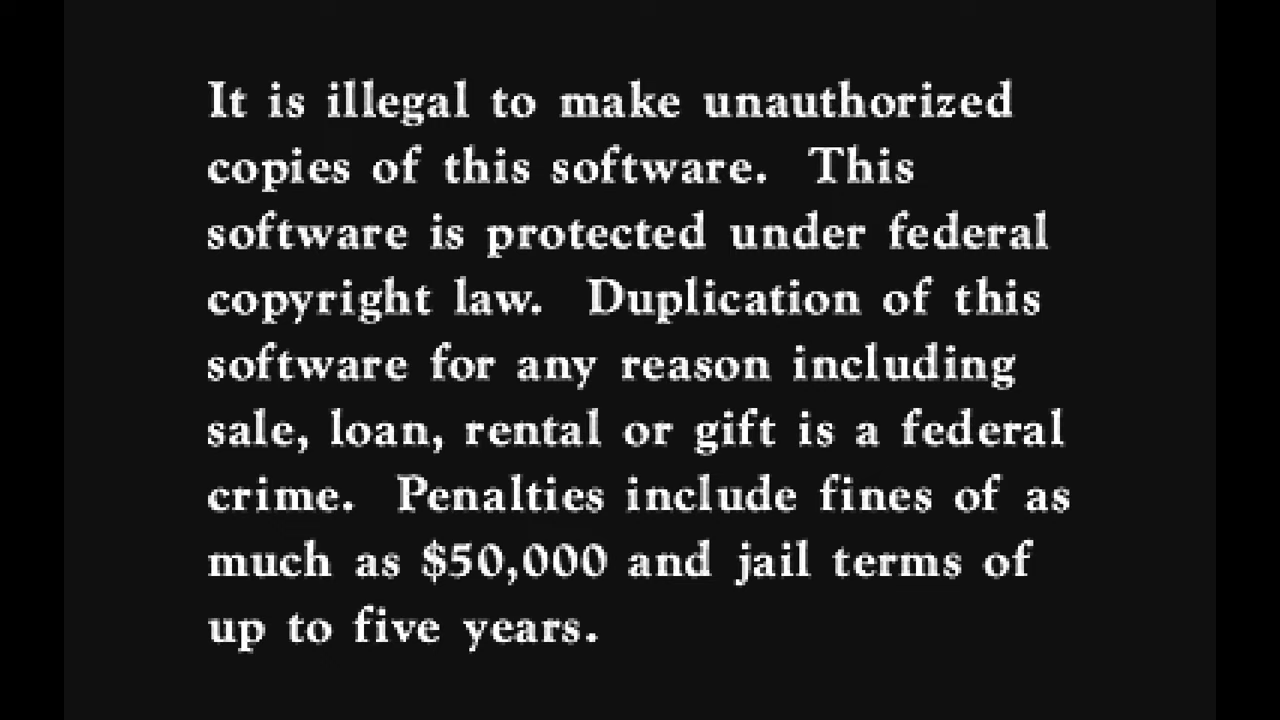 It is illegal to make unauthorized
copies of this software.  This
software is protected under federal
copyright law.  Duplication of this
software for any reason including
sale, loan, rental or gift is a federal
crime.  Penalties include fines of as
much as $50,000 and jail terms of
up to five years.